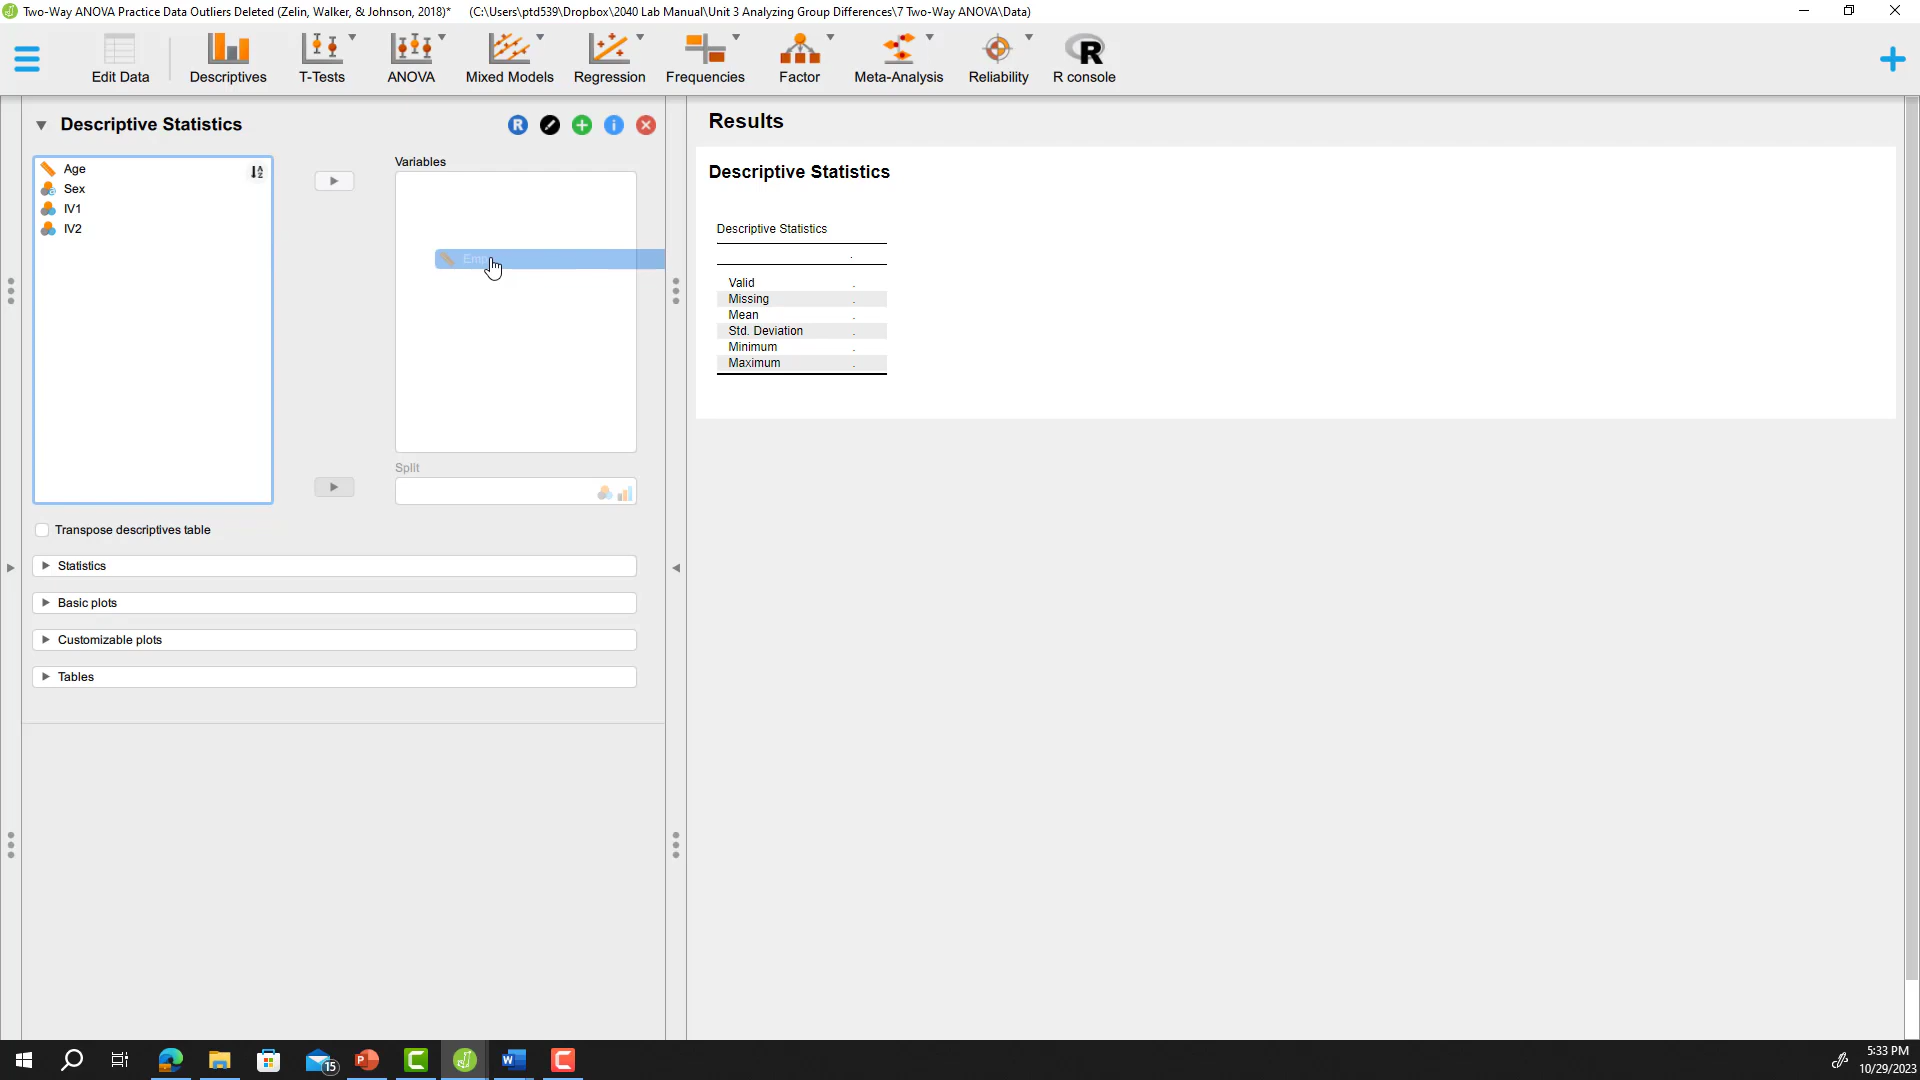 Two-Way ANOVA Practice Data Outliers Deleted (Zelin, Walker, & Johnson, 2018)* (C:\Users\ptd539\Dropbox\2040 Lab Manual\Unit 3 Analyzing Group Differences\7 Two-Way ANOVA\Data)
Edit Data Descriptives T-Tests ANOVA Mixed Models Regression Frequencies Factor Meta-Analysis Reliability R console
Descriptive Statistics
R i
Variables
Age
Sex
IV1
IV2
Split
Transpose descriptives table
Statistics
Basic plots
Customizable plots
Tables
Results
Descriptive Statistics
Descriptive Statistics
.
Valid .
Missing .
Mean .
Std. Deviation .
Minimum .
Maximum .
15
5:33 PM
10/29/2023